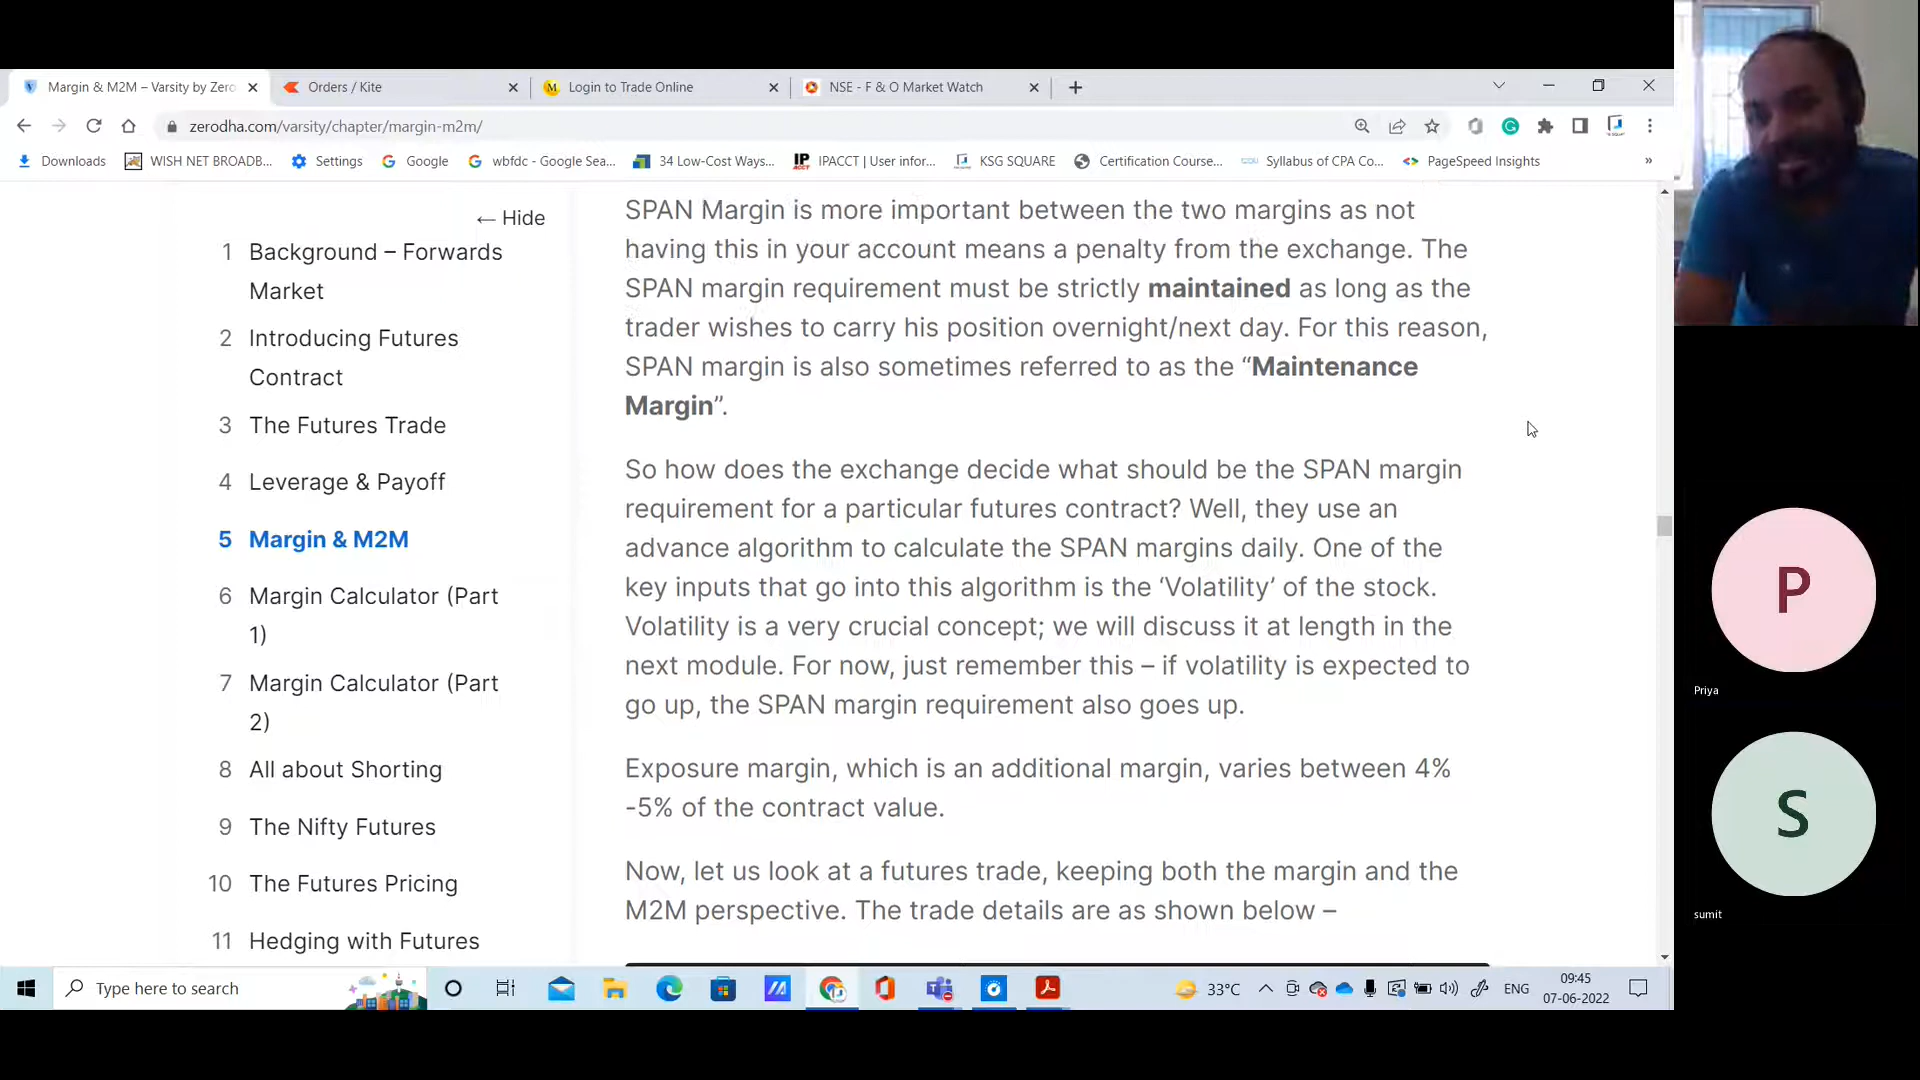 Margin & M2M – Varsity by Zero
Orders / Kite
Login to Trade Online
NSE - F & O Market Watch
zerodha.com/varsity/chapter/margin-m2m/
Downloads
WISH NET BROADB...
Settings
Google
wbfdc - Google Sea...
34 Low-Cost Ways...
IPACCT | User infor...
KSG SQUARE
Certification Course...
Syllabus of CPA Co...
PageSpeed Insights
»
← Hide
1 Background – Forwards
Market
2 Introducing Futures
Contract
3 The Futures Trade
4 Leverage & Payoff
5 Margin & M2M
6 Margin Calculator (Part
1)
7 Margin Calculator (Part
2)
8 All about Shorting
9 The Nifty Futures
10 The Futures Pricing
11 Hedging with Futures
SPAN Margin is more important between the two margins as not
having this in your account means a penalty from the exchange. The
SPAN margin requirement must be strictly maintained as long as the
trader wishes to carry his position overnight/next day. For this reason,
SPAN margin is also sometimes referred to as the “Maintenance
Margin”.
So how does the exchange decide what should be the SPAN margin
requirement for a particular futures contract? Well, they use an
advance algorithm to calculate the SPAN margins daily. One of the
key inputs that go into this algorithm is the ‘Volatility’ of the stock.
Volatility is a very crucial concept; we will discuss it at length in the
next module. For now, just remember this – if volatility is expected to
go up, the SPAN margin requirement also goes up.
Exposure margin, which is an additional margin, varies between 4%
-5% of the contract value.
Now, let us look at a futures trade, keeping both the margin and the
M2M perspective. The trade details are as shown below –
P
Priya
S
sumit
Type here to search
33°C
ENG
09:45
07-06-2022